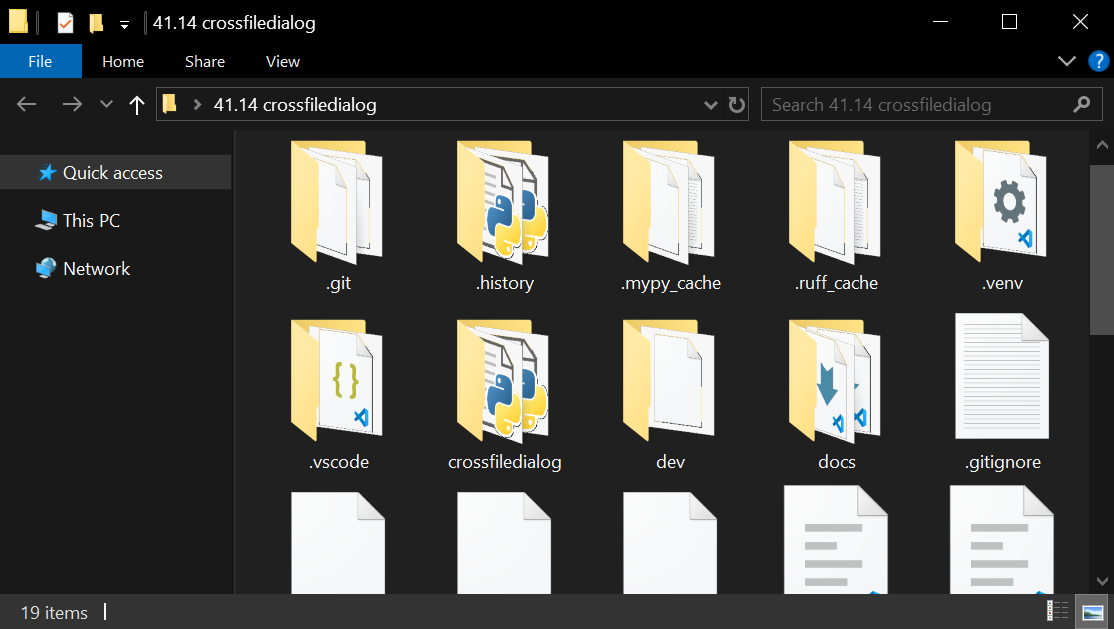 41.14 crossfiledialog
File Home Share View
?
41.14 crossfiledialog
Search 41.14 crossfiledialog
Quick access
This PC
Network
.git .history .mypy_cache .ruff_cache .venv
{}
.vscode crossfiledialog dev docs .gitignore
19 items